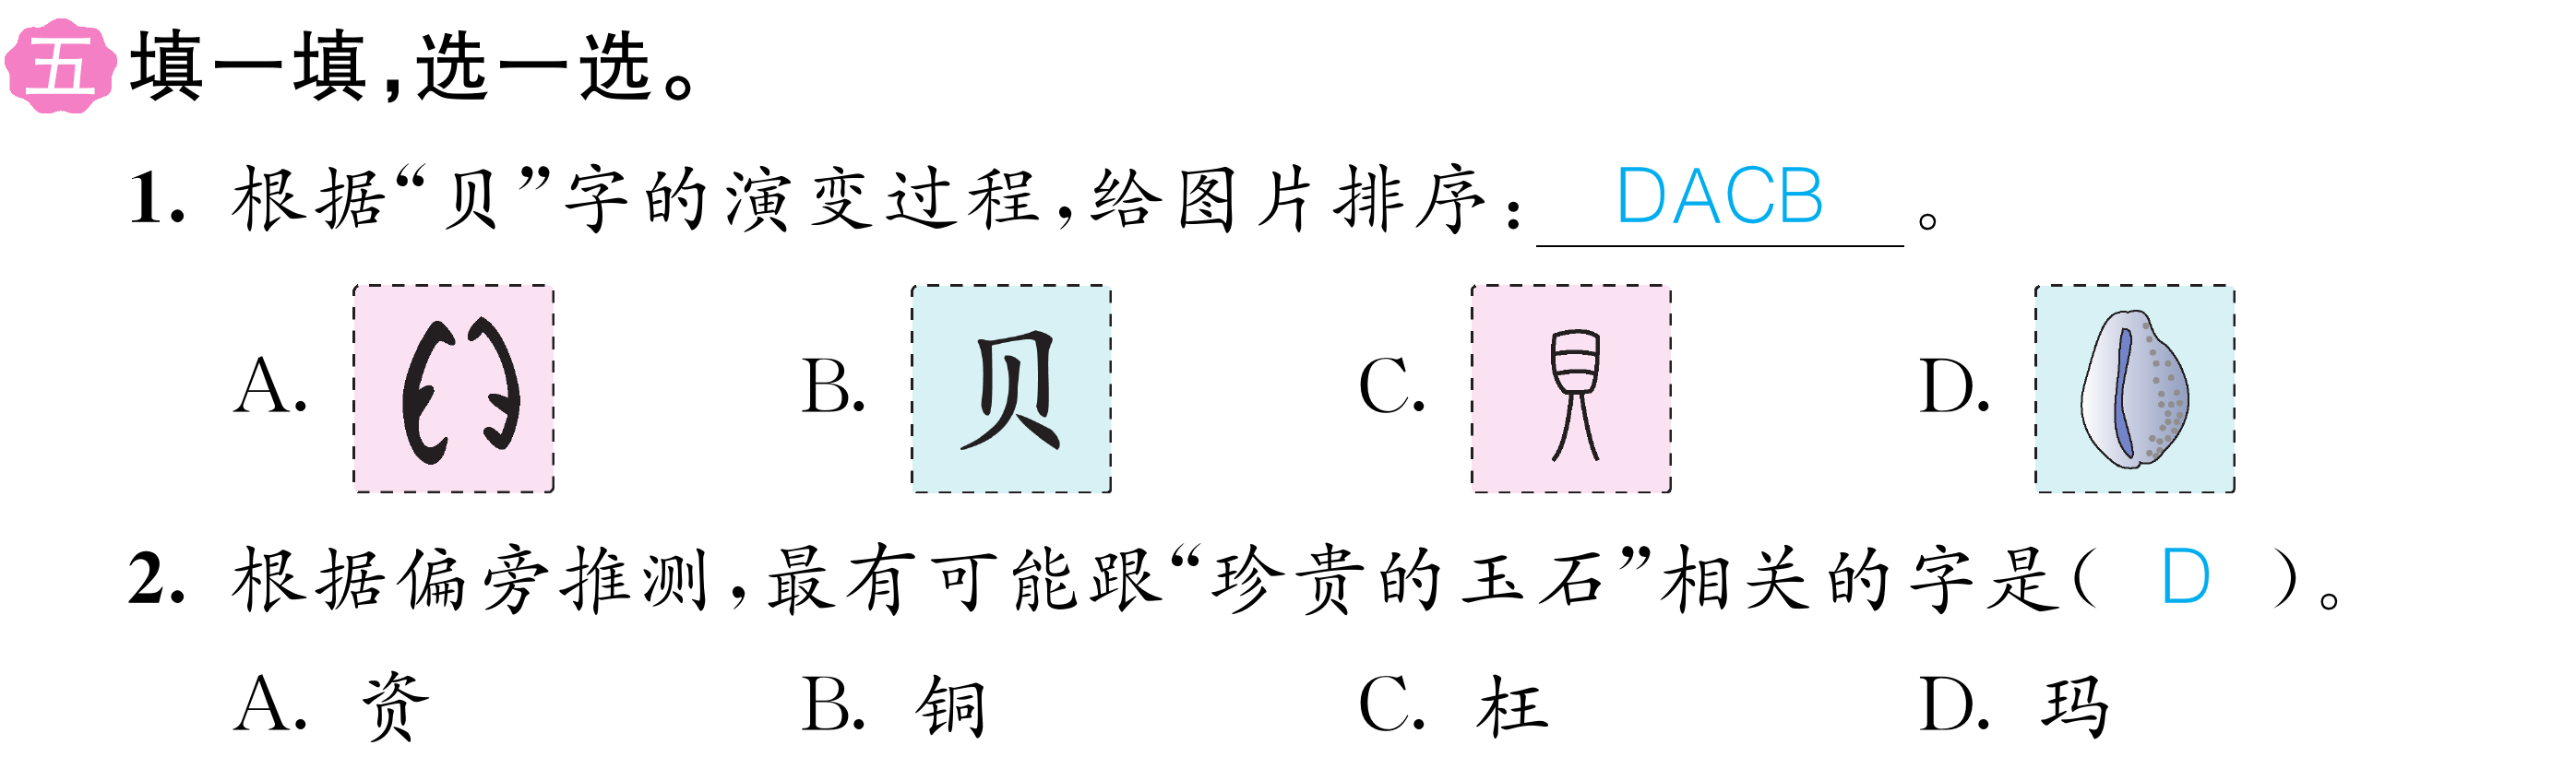 五 填一填,选一选。
1. 根据“贝”字的演变过程,给图片排序: DACB 。
A. B. 贝 C. D.
2. 根据偏旁推测,最有可能跟“珍贵的玉石”相关的字是( D )。
A. 资 B. 铜 C. 枉 D. 玛